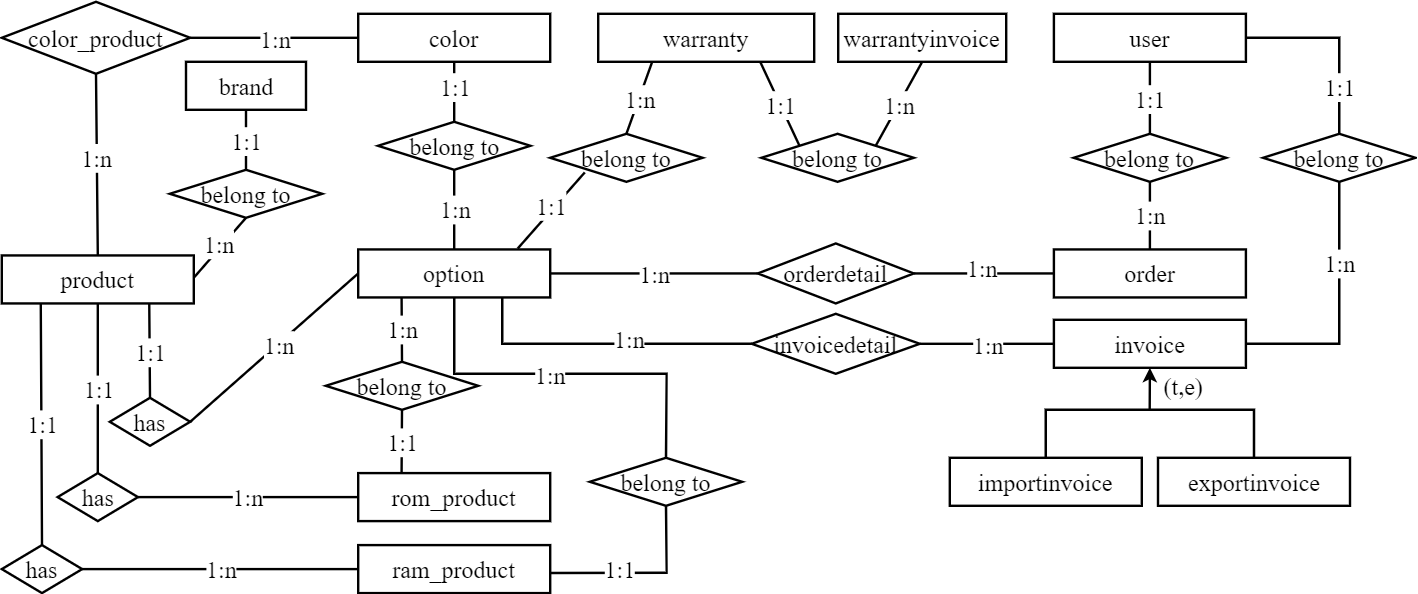 color_product
1:n
color
warranty
warrantyinvoice
user
brand
1:1
1:n
1:1
1:n
1:1
1:1
1:n
1:1
belong to
belong to
belong to
belong to
belong to
belong to
1:n
1:n
1:1
1:n
1:n
product
option
1:n
orderdetail
1:n
order
1:n
1:1
1:n
1:n
1:n
invoicedetail
1:n
invoice
1:1
belong to
1:n
(t,e)
1:1
has
1:1
belong to
importinvoice
exportinvoice
has
1:n
rom_product
has
1:n
ram_product
1:1